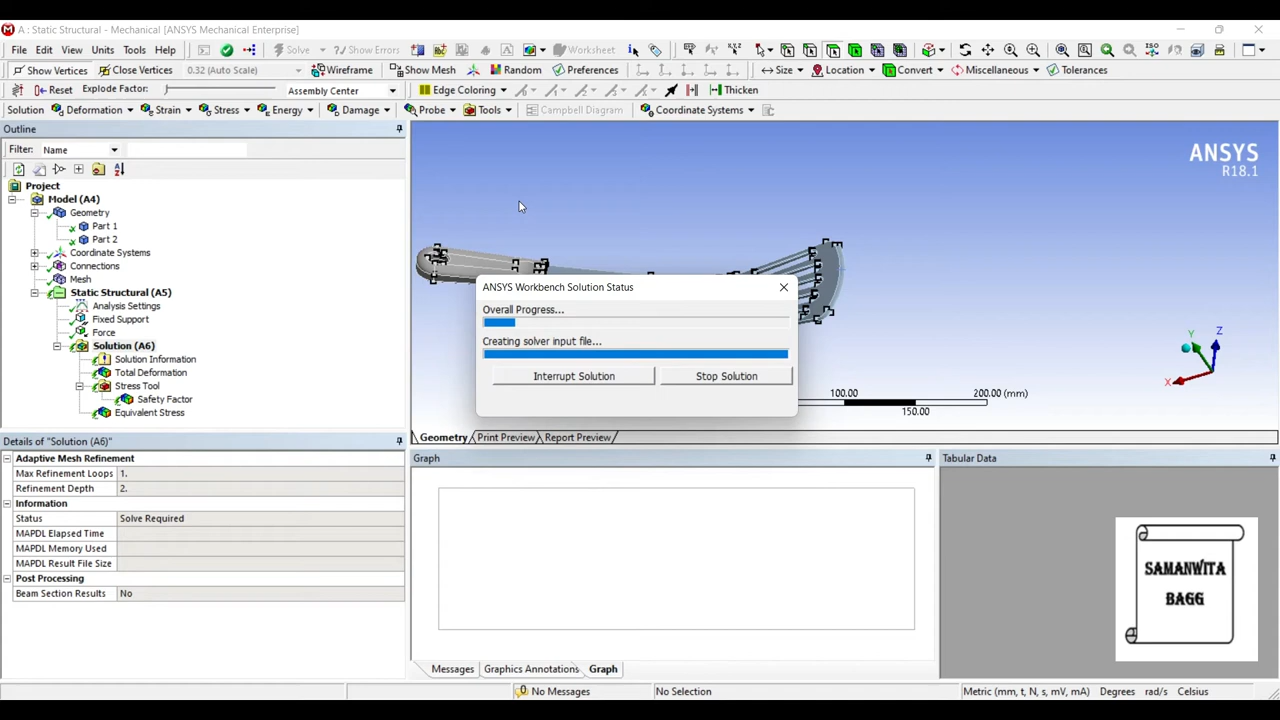 A : Static Structural - Mechanical [ANSYS Mechanical Enterprise]
File Edit View Units Tools Help Solve Show Errors Worksheet
Show Vertices Close Vertices 0.32 (Auto Scale) Wireframe Show Mesh Random Preferences Size Location Convert Miscellaneous Tolerances
Reset Explode Factor: Assembly Center Edge Coloring Thicken
Solution Deformation Strain Stress Energy Damage Probe Tools Campbell Diagram Coordinate Systems
Outline
Filter: Name
Project
Model (A4)
Geometry
Part 1
Part 2
Coordinate Systems
Connections
Mesh
Static Structural (A5)
Analysis Settings
Fixed Support
Force
Solution (A6)
Solution Information
Total Deformation
Stress Tool
Safety Factor
Equivalent Stress
Details of "Solution (A6)"
Adaptive Mesh Refinement
Max Refinement Loops 1.
Refinement Depth 2.
Information
Status Solve Required
MAPDL Elapsed Time
MAPDL Memory Used
MAPDL Result File Size
Post Processing
Beam Section Results No
ANSYS
R18.1
ANSYS Workbench Solution Status
Overall Progress...
Creating solver input file...
Interrupt Solution Stop Solution
Y Z X
100.00 200.00 (mm)
150.00
Geometry Print Preview Report Preview
Graph
Tabular Data
SAMANWITA
BAGG
Messages Graphics Annotations Graph
No Messages No Selection Metric (mm, t, N, s, mV, mA) Degrees rad/s Celsius